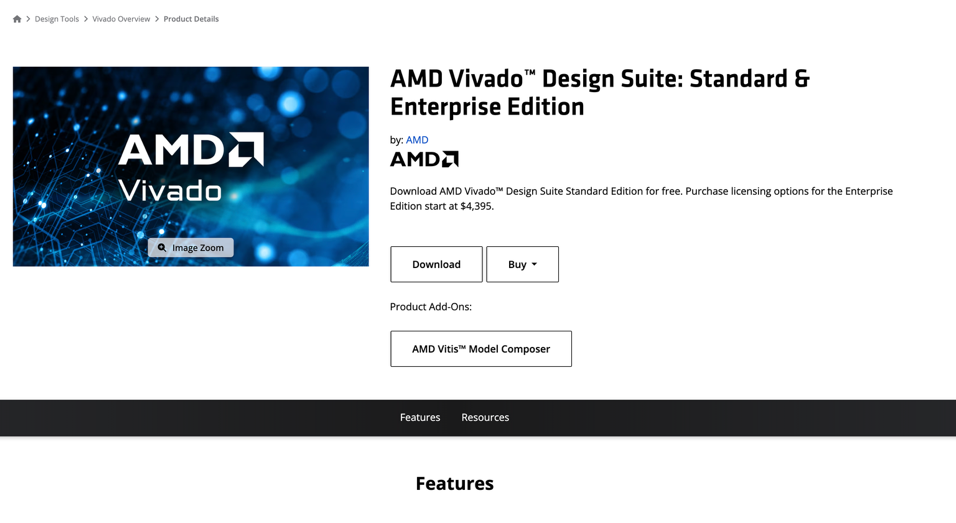 Design Tools > Vivado Overview > Product Details
AMD
Vivado
Image Zoom
AMD Vivado™ Design Suite: Standard &
Enterprise Edition
by: AMD
AMD
Download AMD Vivado™ Design Suite Standard Edition for free. Purchase licensing options for the Enterprise
Edition start at $4,395.
Download
Buy
Product Add-Ons:
AMD Vitis™ Model Composer
Features Resources
Features